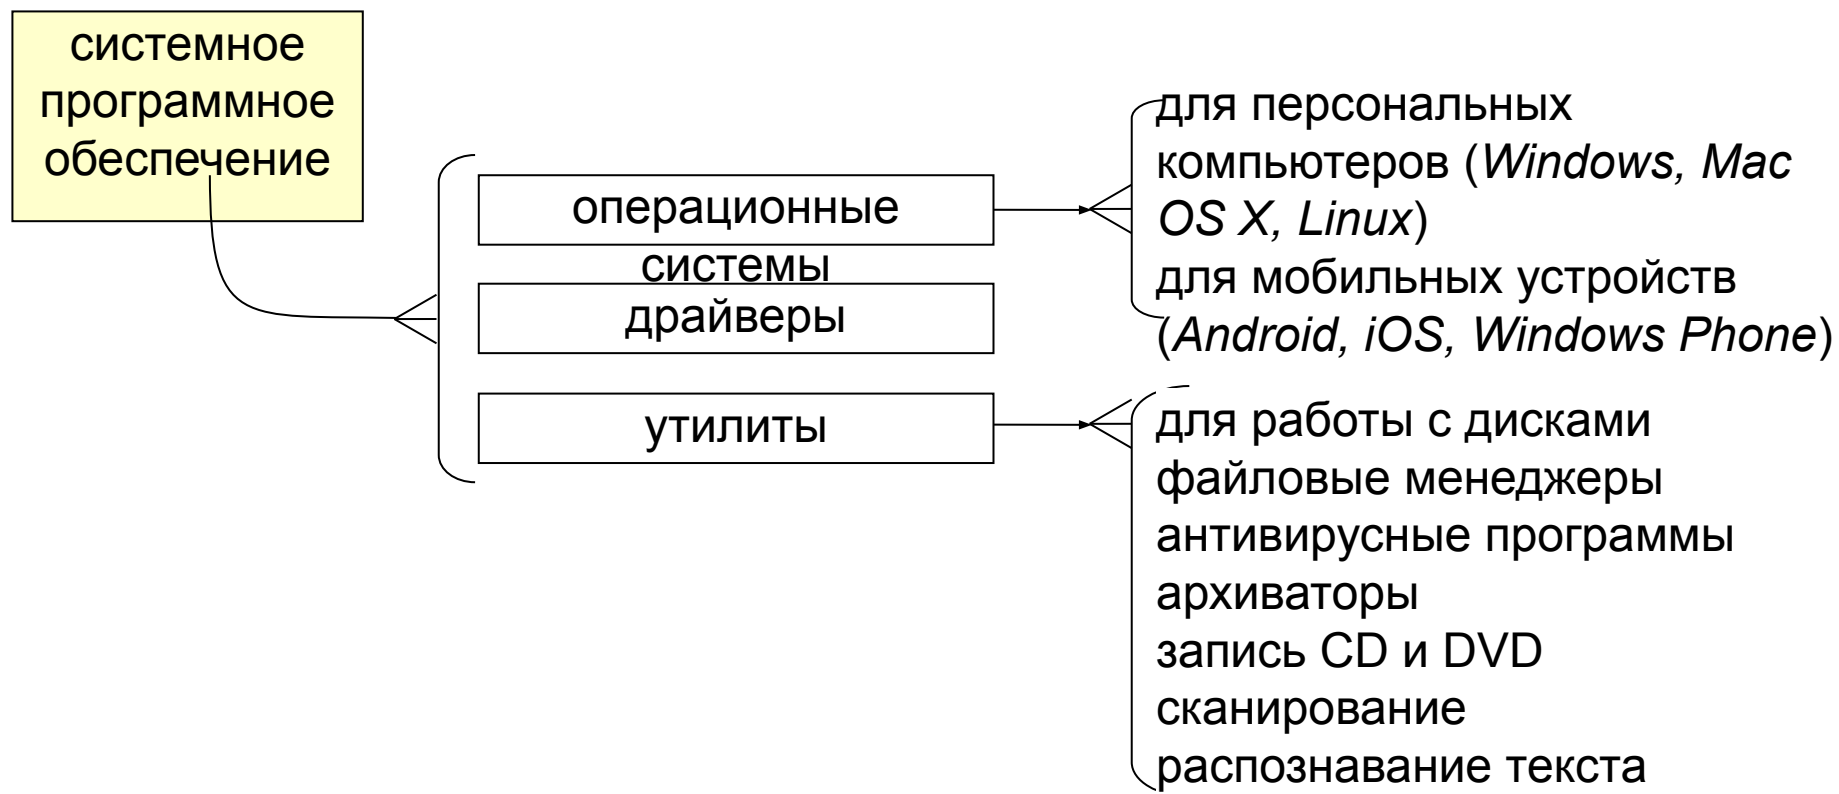 системное
программное
обеспечение
операционные
системы
драйверы
утилиты
для персональных
компьютеров (Windows, Mac
OS X, Linux)
для мобильных устройств
(Android, iOS, Windows Phone)
для работы с дисками
файловые менеджеры
антивирусные программы
архиваторы
запись CD и DVD
сканирование
распознавание текста